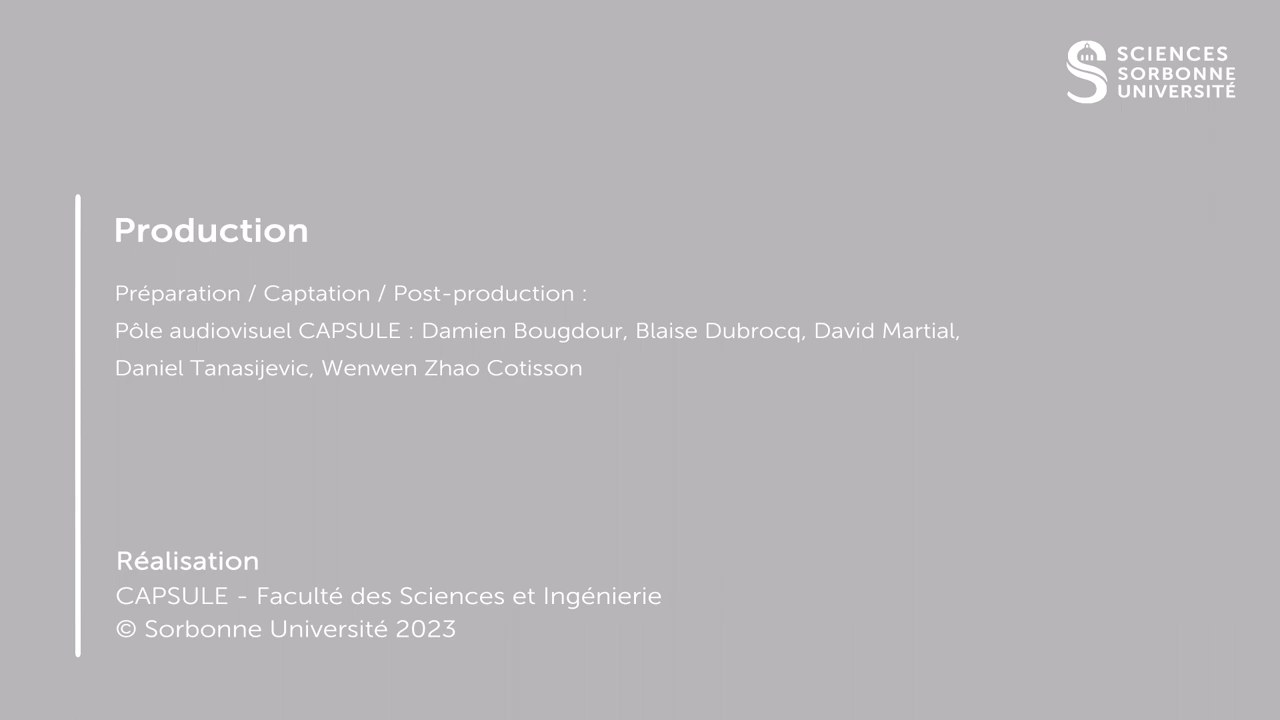 SCIENCES
SORBONNE
UNIVERSITÉ
Production
Préparation / Captation / Post-production :
Pôle audiovisuel CAPSULE : Damien Bougdour, Blaise Dubrocq, David Martial,
Daniel Tanasijevic, Wenwen Zhao Cotisson
Réalisation
CAPSULE - Faculté des Sciences et Ingénierie
© Sorbonne Université 2023